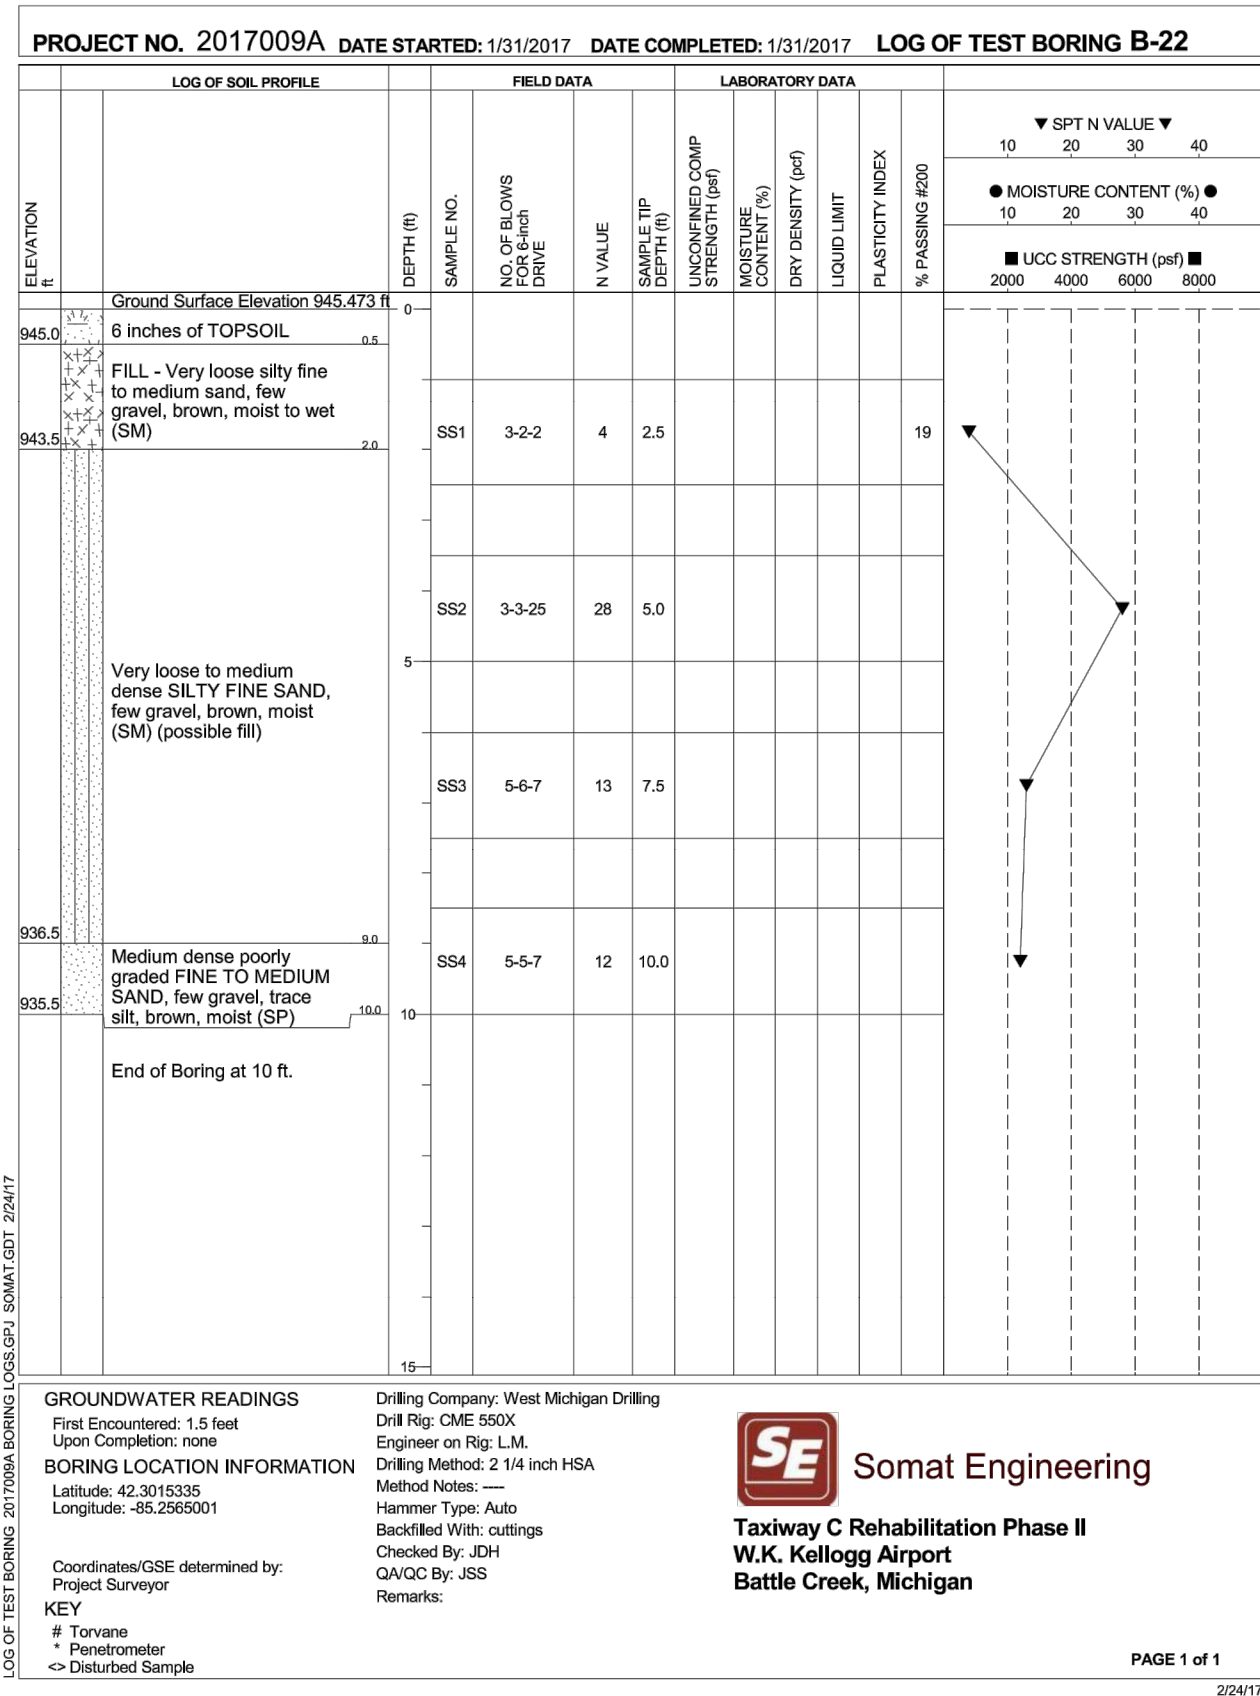 PROJECT NO. 2017009A DATE STARTED: 1/31/2017 DATE COMPLETED: 1/31/2017 LOG OF TEST BORING B-22
LOG OF SOIL PROFILE FIELD DATA LABORATORY DATA
ELEVATION
ft
DEPTH (ft)
SAMPLE NO.
NO. OF BLOWS
FOR 6-inch
DRIVE
N VALUE
SAMPLE TIP
DEPTH (ft)
UNCONFINED COMP
STRENGTH (psf)
MOISTURE
CONTENT (%)
DRY DENSITY (pcf)
LIQUID LIMIT
PLASTICITY INDEX
% PASSING #200
▼ SPT N VALUE ▼
10 20 30 40
● MOISTURE CONTENT (%) ●
10 20 30 40
■ UCC STRENGTH (psf) ■
2000 4000 6000 8000
Ground Surface Elevation 945.473 ft
0
945.0 6 inches of TOPSOIL 0.5
FILL - Very loose silty fine
to medium sand, few
gravel, brown, moist to wet
(SM)
943.5 2.0
SS1 3-2-2 4 2.5 19
SS2 3-3-25 28 5.0
5
Very loose to medium
dense SILTY FINE SAND,
few gravel, brown, moist
(SM) (possible fill)
SS3 5-6-7 13 7.5
936.5 9.0
Medium dense poorly
graded FINE TO MEDIUM
SAND, few gravel, trace
silt, brown, moist (SP)
SS4 5-5-7 12 10.0
935.5 10.0 10
End of Boring at 10 ft.
15
GROUNDWATER READINGS
First Encountered: 1.5 feet
Upon Completion: none
BORING LOCATION INFORMATION
Latitude: 42.3015335
Longitude: -85.2565001
Coordinates/GSE determined by:
Project Surveyor
KEY
# Torvane
* Penetrometer
<> Disturbed Sample
Drilling Company: West Michigan Drilling
Drill Rig: CME 550X
Engineer on Rig: L.M.
Drilling Method: 2 1/4 inch HSA
Method Notes: ----
Hammer Type: Auto
Backfilled With: cuttings
Checked By: JDH
QA/QC By: JSS
Remarks:
SE
Somat Engineering
Taxiway C Rehabilitation Phase II
W.K. Kellogg Airport
Battle Creek, Michigan
PAGE 1 of 1
2/24/17
LOG OF TEST BORING 2017009A BORING LOGS.GPJ SOMAT.GDT 2/24/17